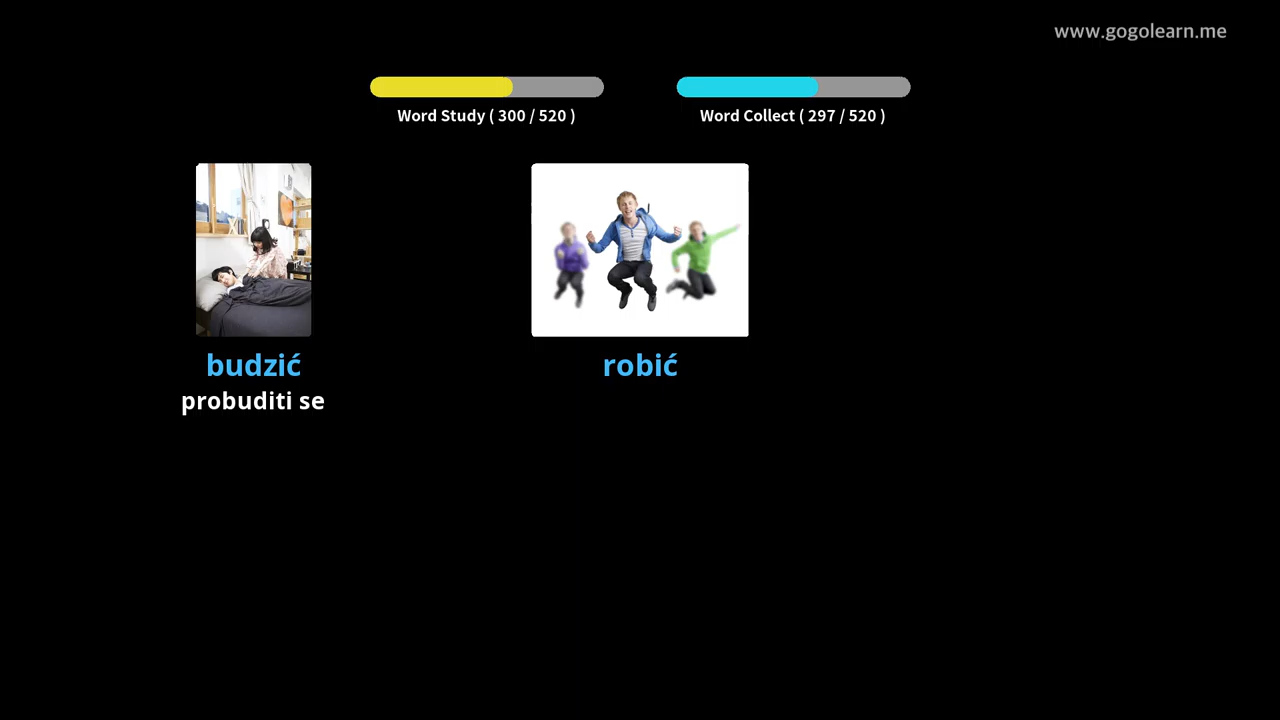 www.gogolearn.me
Word Study ( 300 / 520 )
Word Collect ( 297 / 520 )
budzić
probuditi se
robić